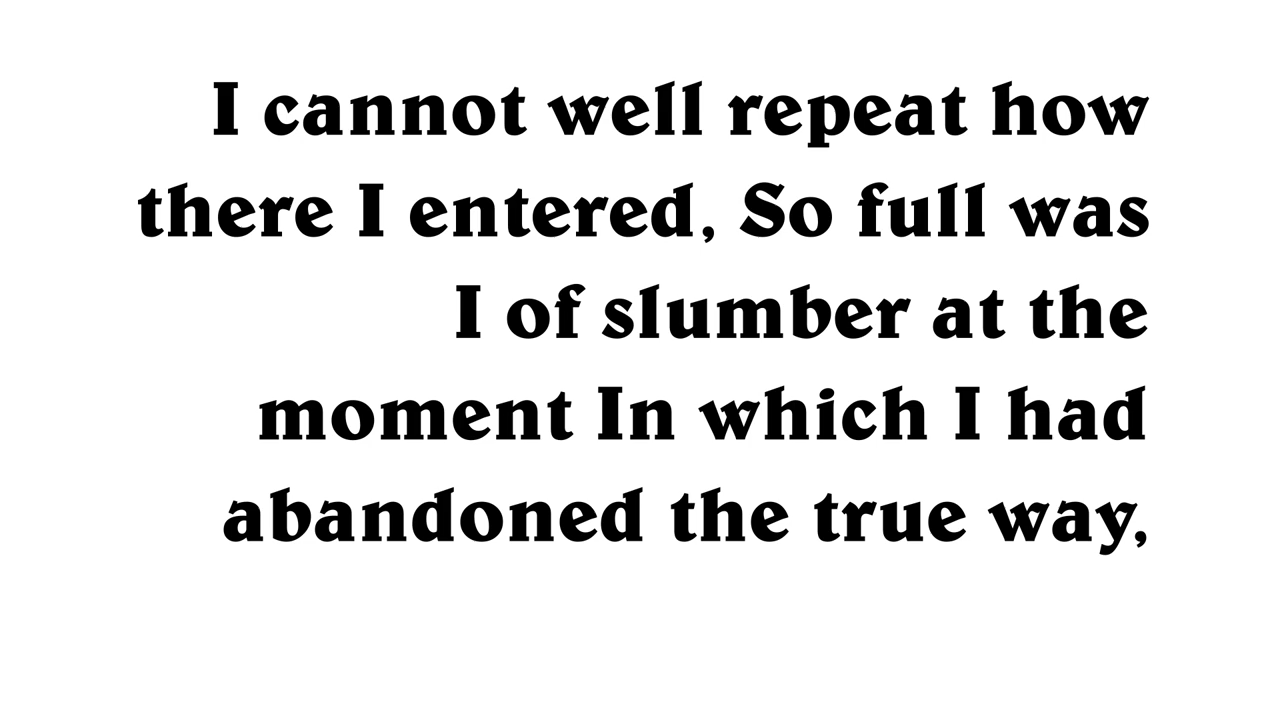 I cannot well repeat how
there I entered, So full was
I of slumber at the
moment In which I had
abandoned the true way,